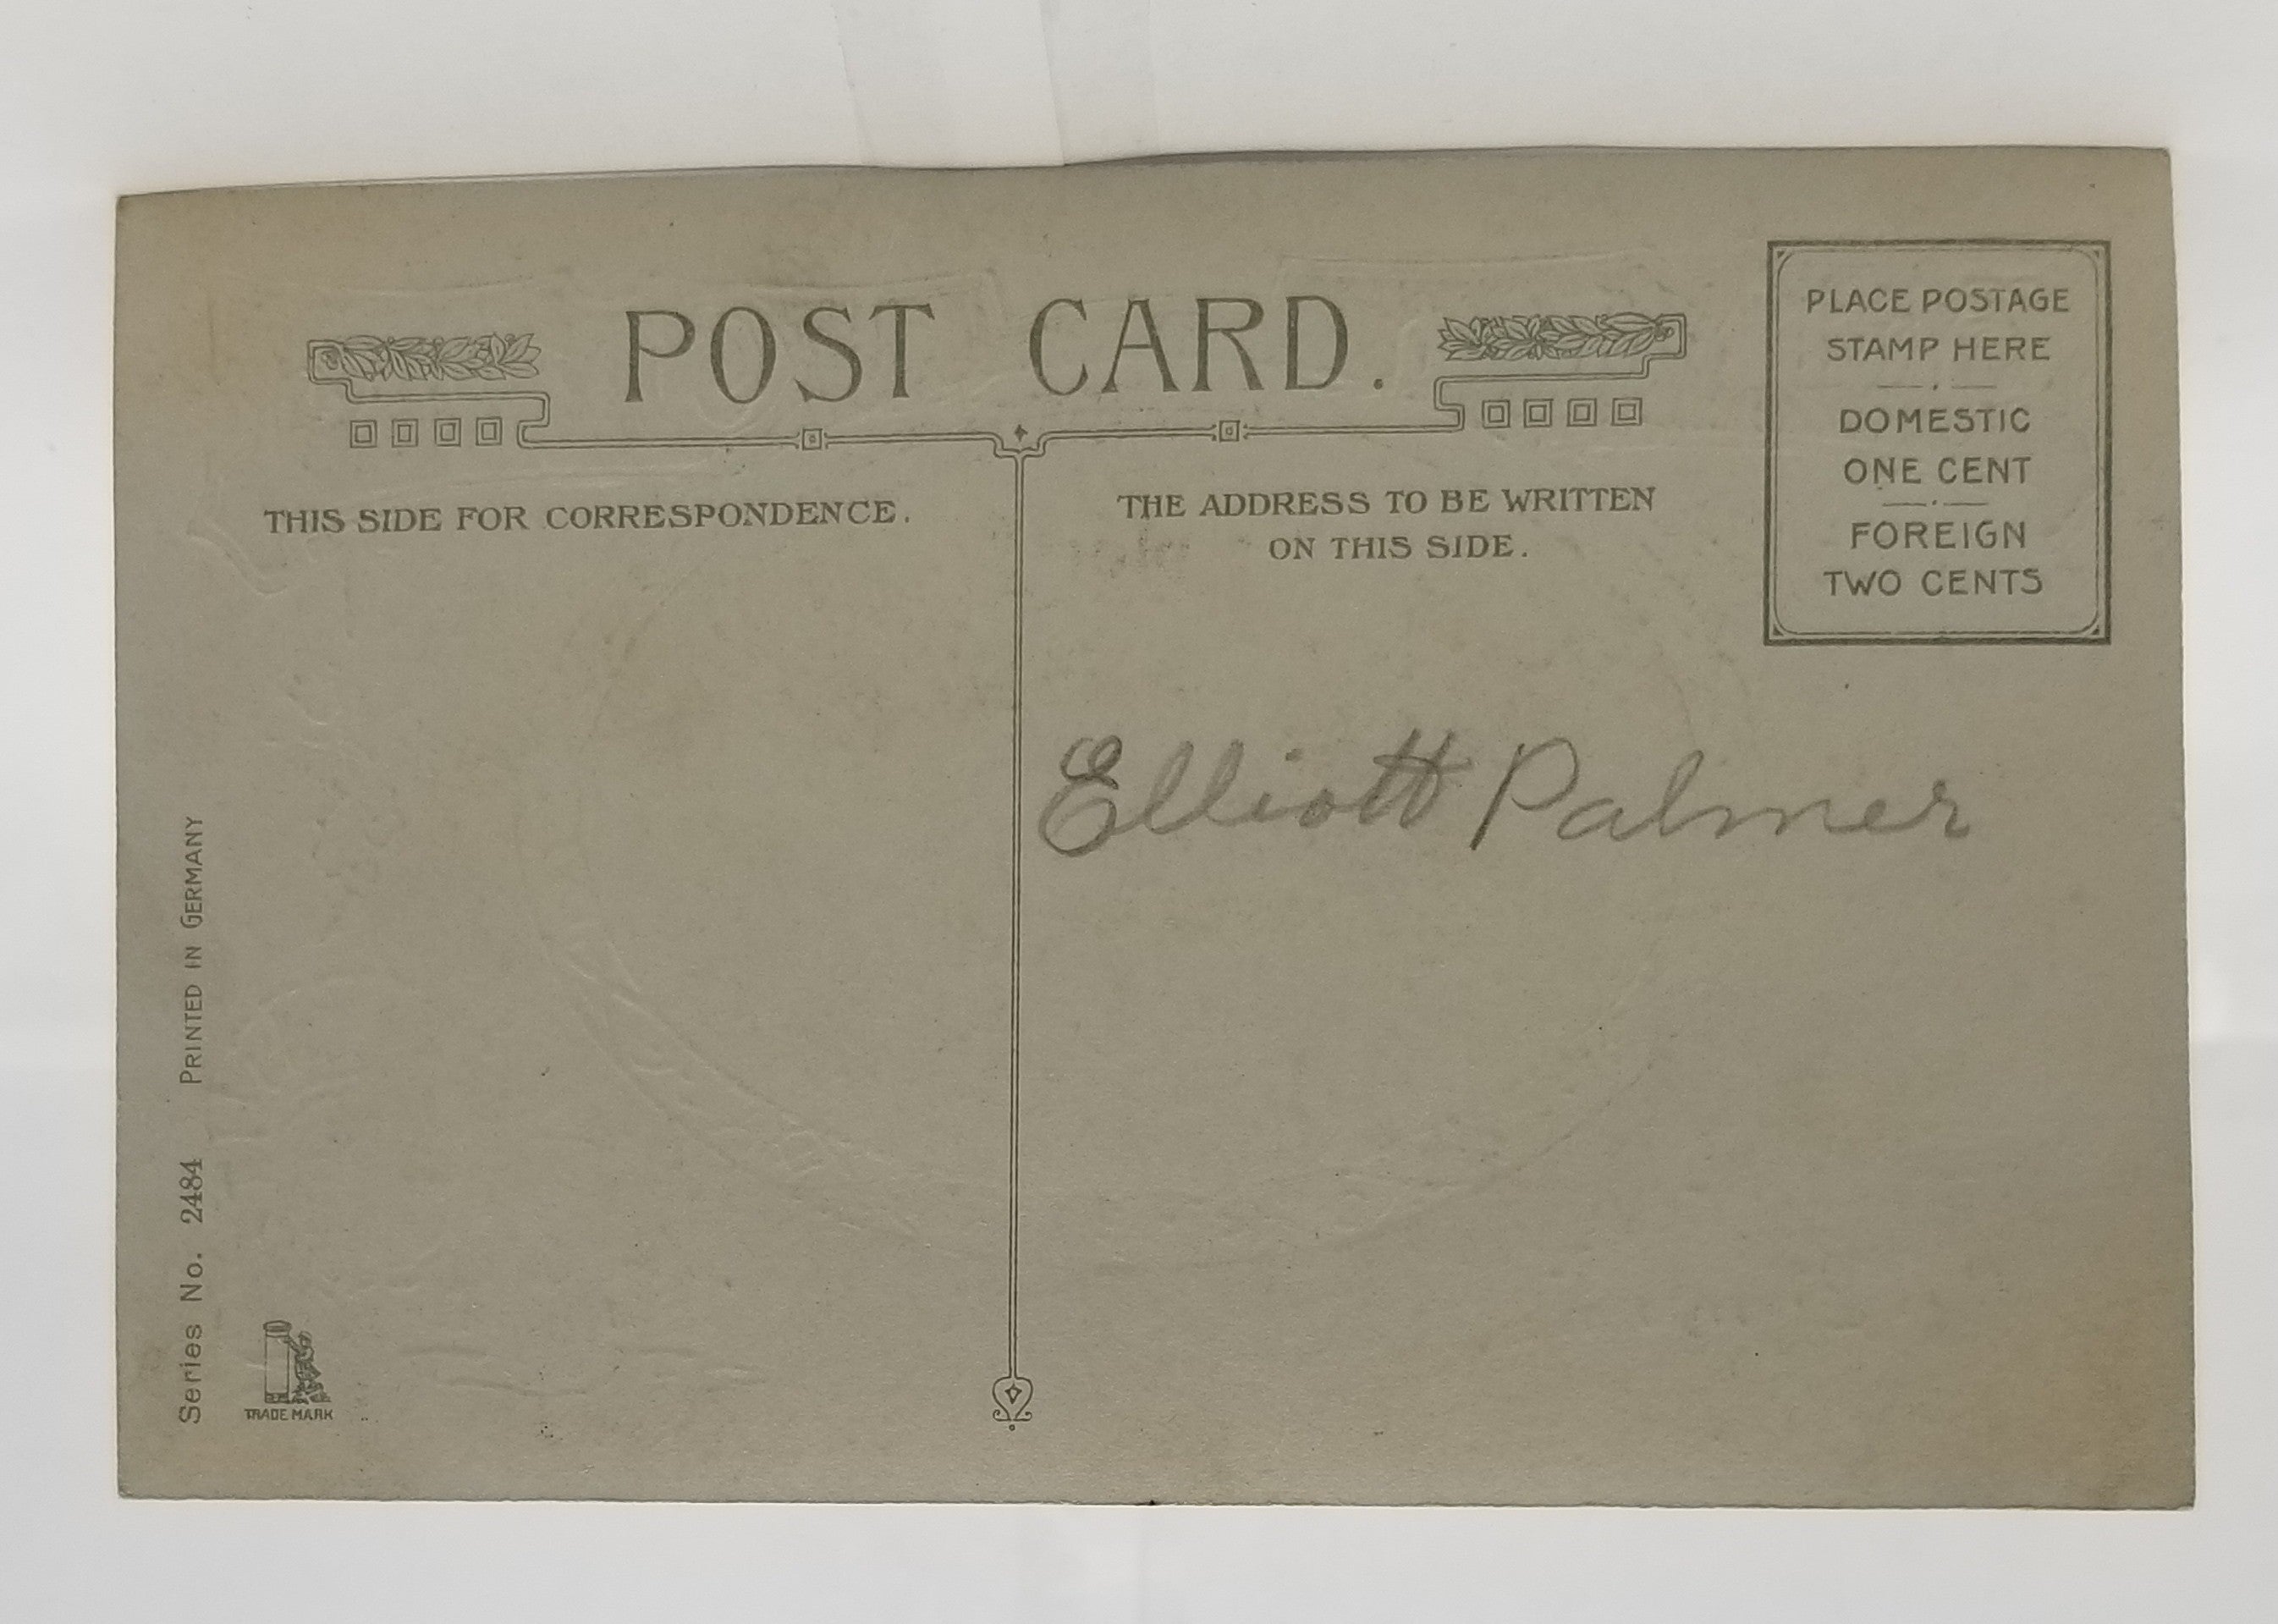 POST CARD.
THIS SIDE FOR CORRESPONDENCE.
THE ADDRESS TO BE WRITTEN
ON THIS SIDE.
PLACE POSTAGE
STAMP HERE
DOMESTIC
ONE CENT
FOREIGN
TWO CENTS
Elliott Palmer
Series No. 2484 PRINTED IN GERMANY
TRADE MARK